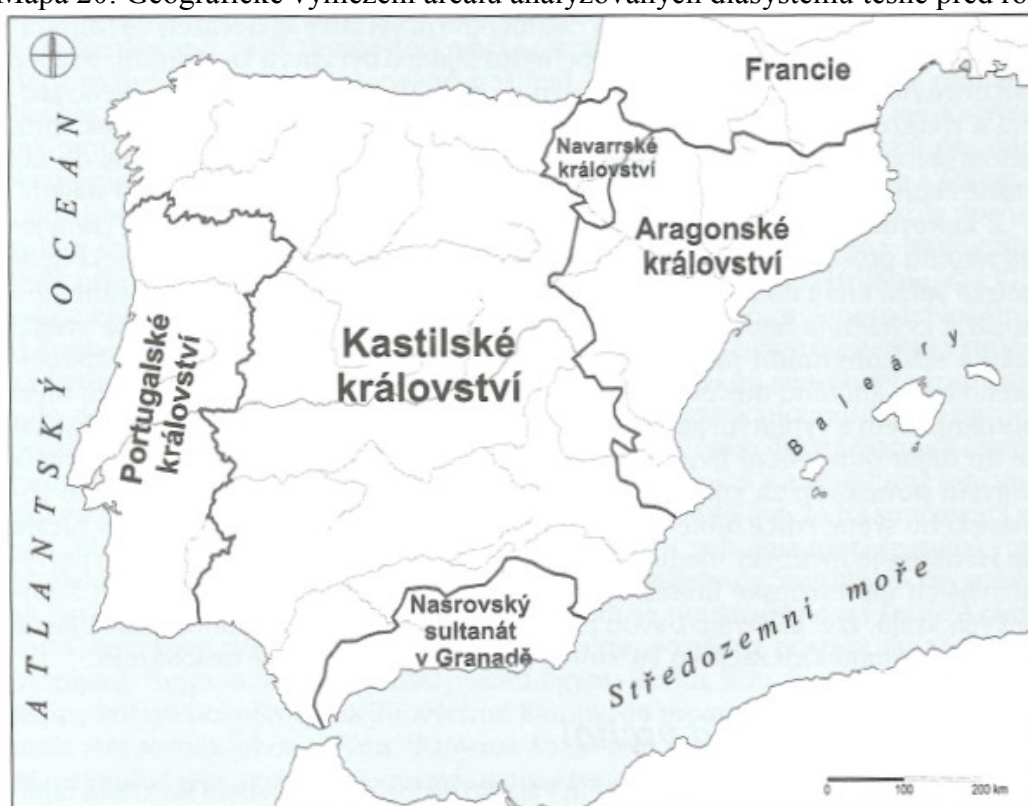 Mapa 20: Geografické vymezení areálu analyzovaných diasystémů těsně před ro
Francie
Navarrské
království
Aragonské
království
Kastilské
království
Portugalské
království
ATLANTSKÝ OCEÁN
Baleáry
Našrovský
sultanát
v Granadě
Středozemní moře
0 100 200 km